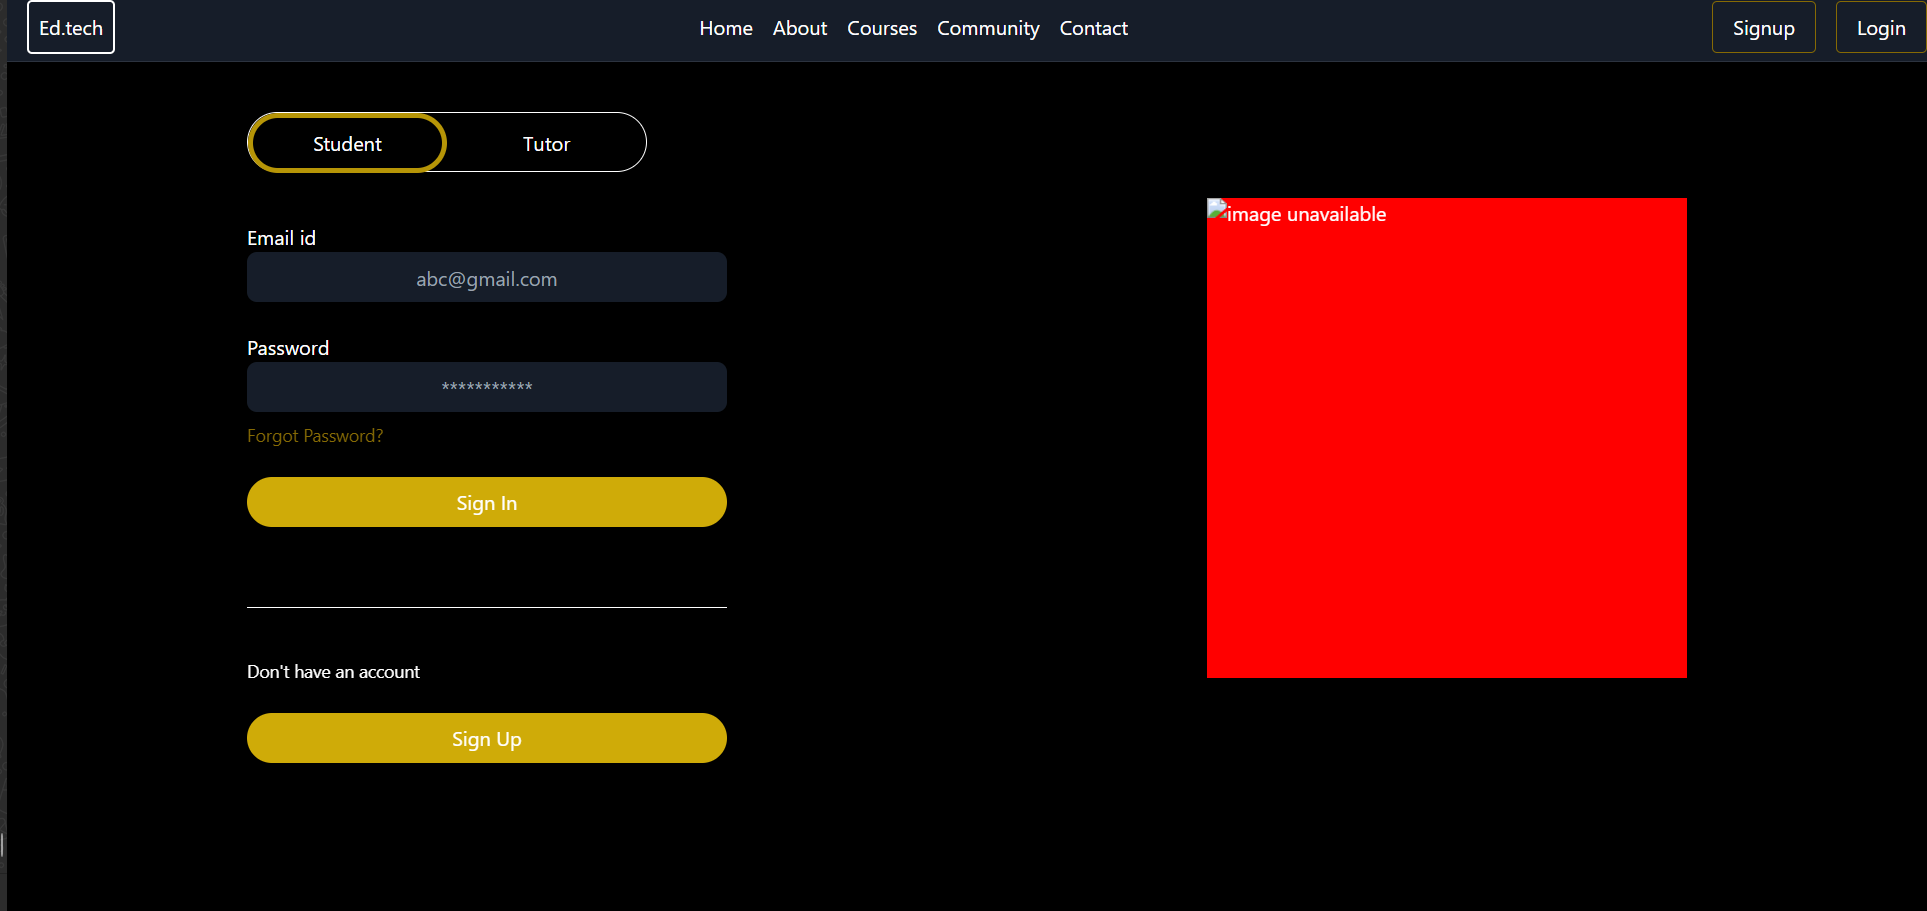 Ed.tech Home About Courses Community Contact Signup Login
Student Tutor
image unavailable
Email id
abc@gmail.com
Password
***********
Forgot Password?
Sign In
Don't have an account
Sign Up